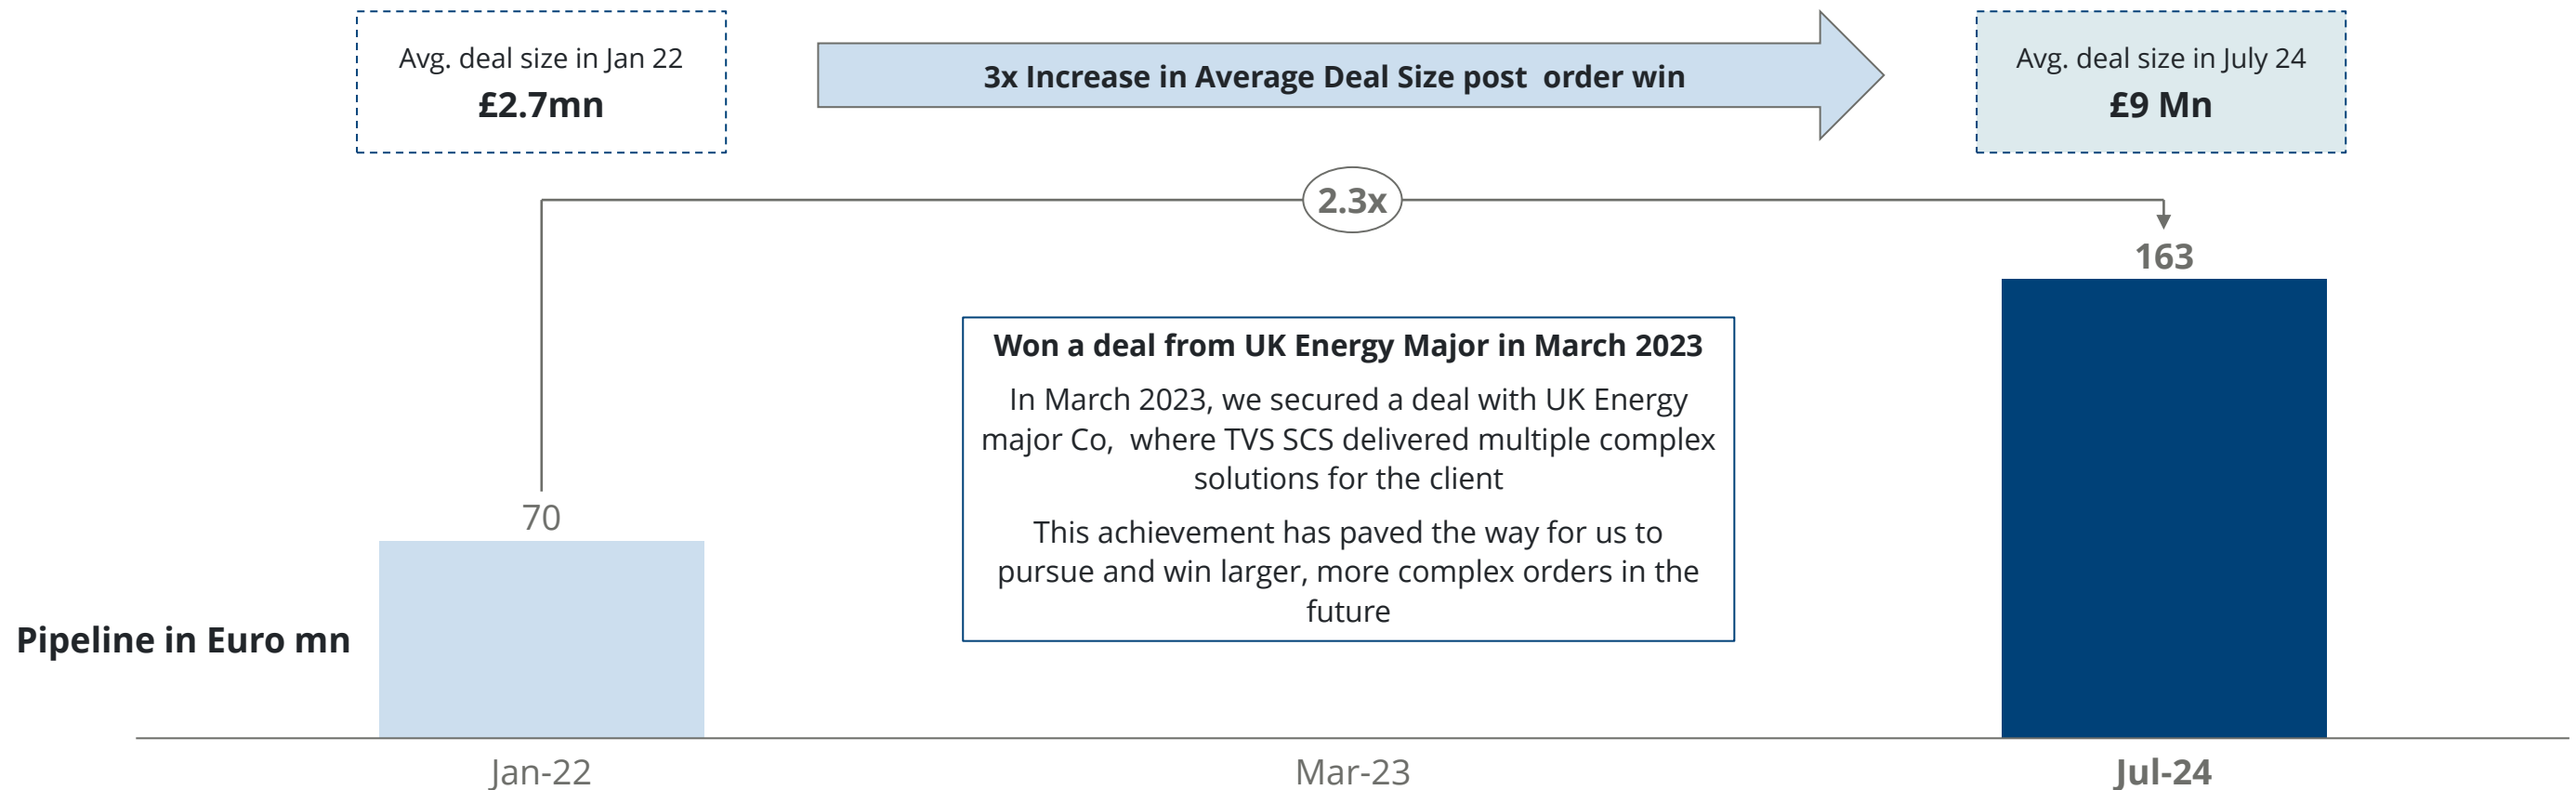 Avg. deal size in Jan 22
£2.7mn
3x Increase in Average Deal Size post  order win
Avg. deal size in July 24
£9 Mn
2.3x
163
Won a deal from UK Energy Major in March 2023
In March 2023, we secured a deal with UK Energy
major Co,  where TVS SCS delivered multiple complex
solutions for the client
This achievement has paved the way for us to
pursue and win larger, more complex orders in the
future
70
Pipeline in Euro mn
Jan-22
Mar-23
Jul-24